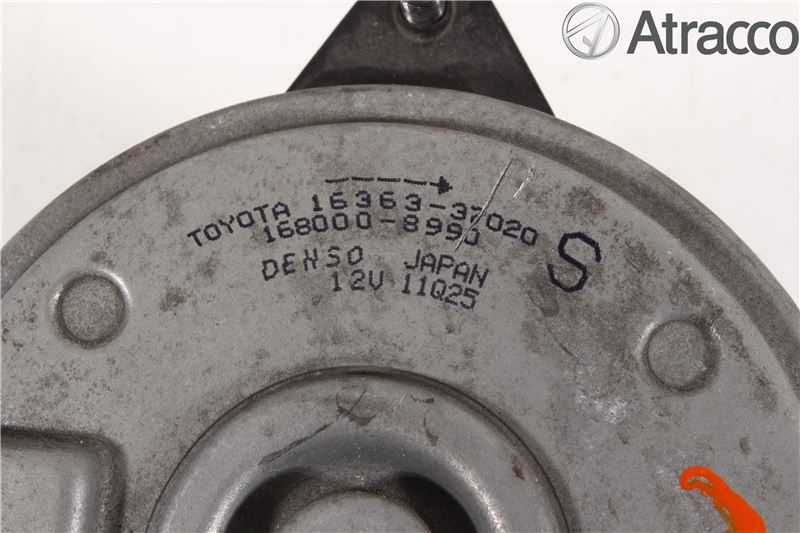 Atracco
TOYOTA 16363-37020
168000-8990
S
DENSO JAPAN
12V 11Q25